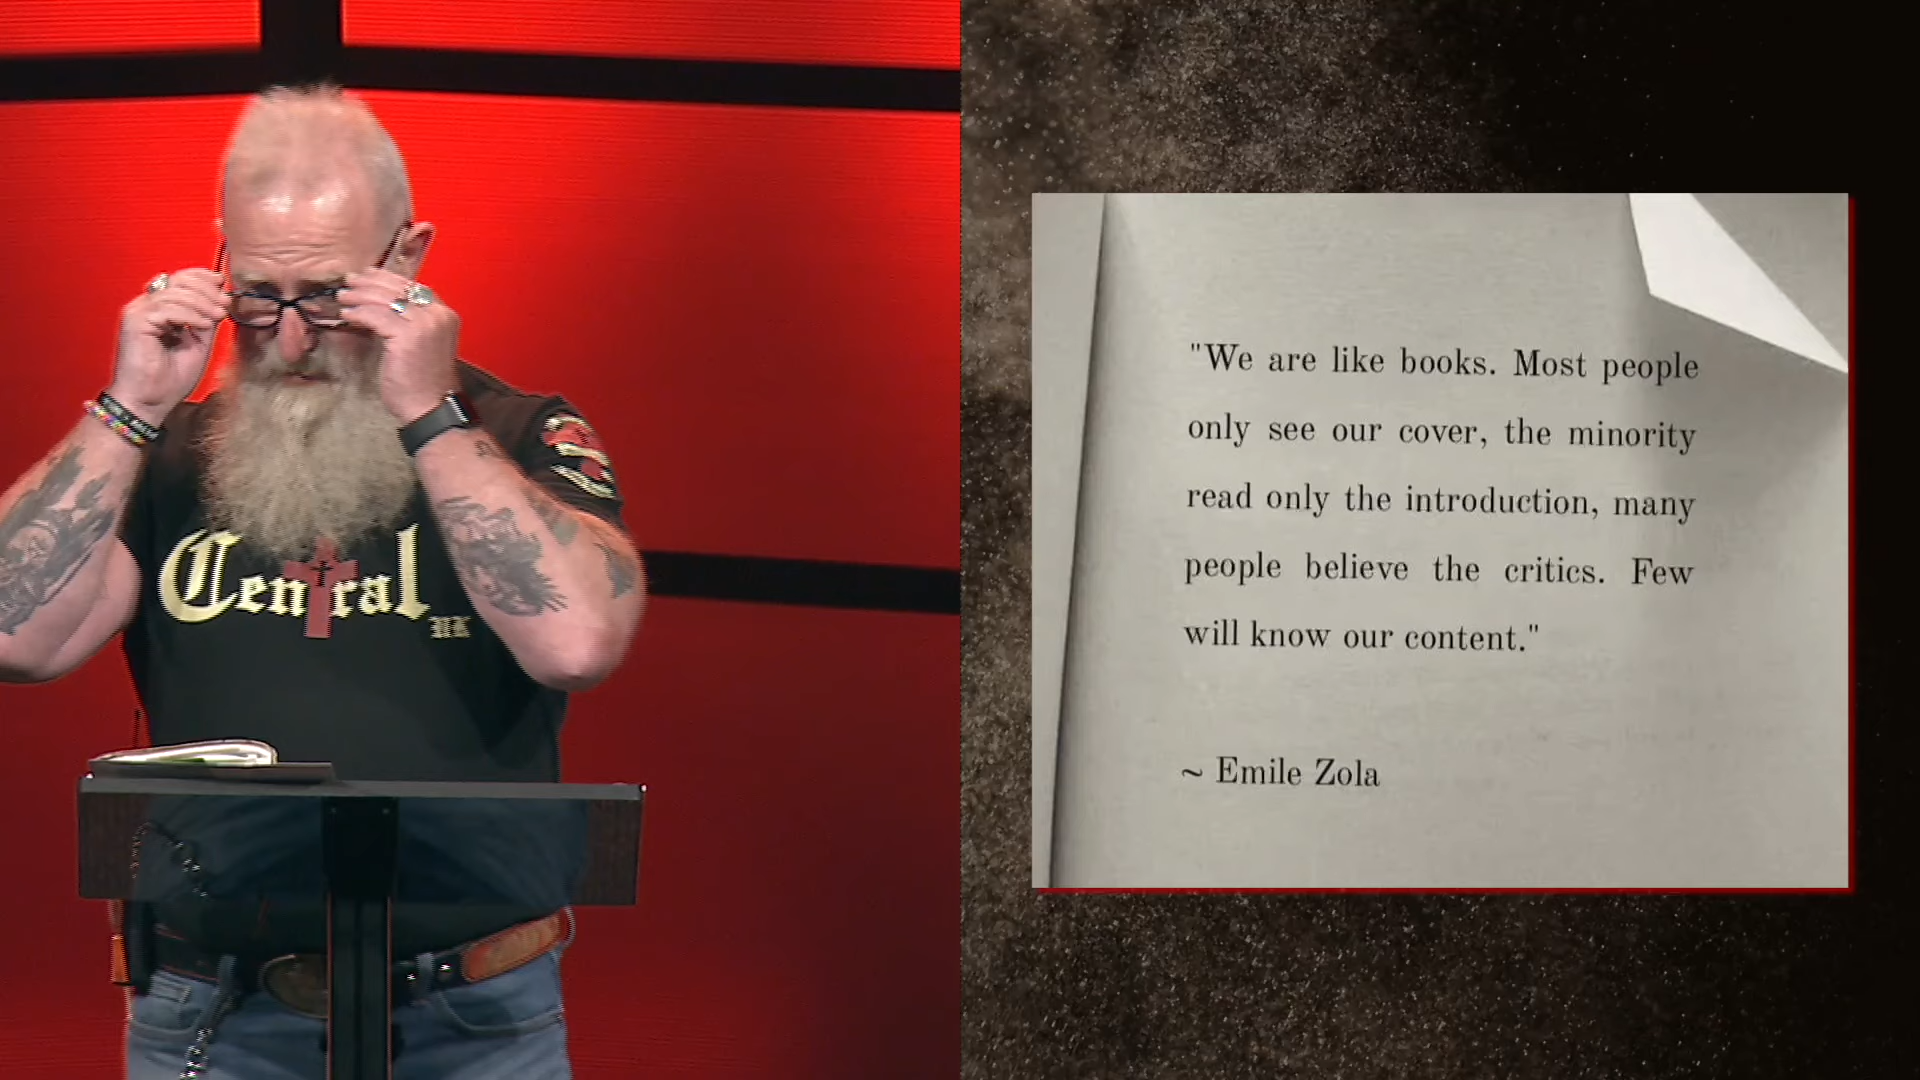 Central
"We are like books. Most people
only see our cover, the minority
read only the introduction, many
people believe the critics. Few
will know our content."
~ Emile Zola